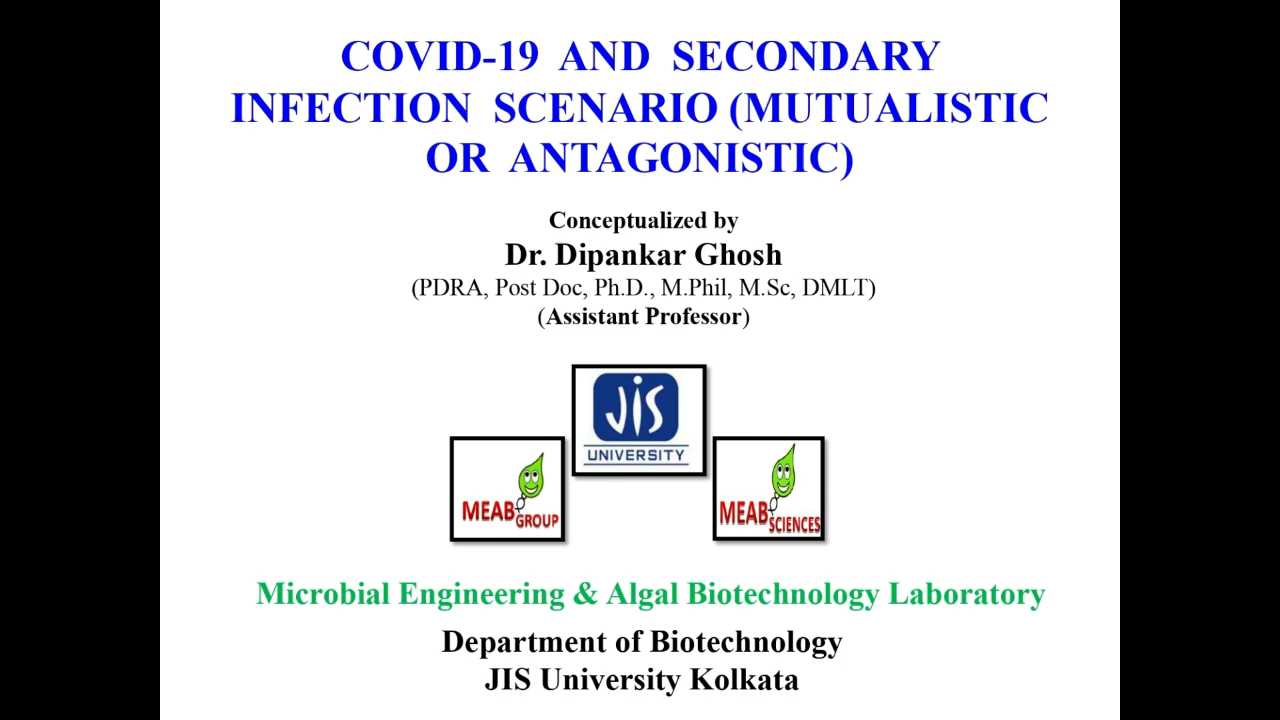 COVID-19 AND SECONDARY
INFECTION SCENARIO (MUTUALISTIC
OR ANTAGONISTIC)
Conceptualized by
Dr. Dipankar Ghosh
(PDRA, Post Doc, Ph.D., M.Phil, M.Sc, DMLT)
(Assistant Professor)
JIS
UNIVERSITY
MEAB GROUP
MEAB SCIENCES
Microbial Engineering & Algal Biotechnology Laboratory
Department of Biotechnology
JIS University Kolkata